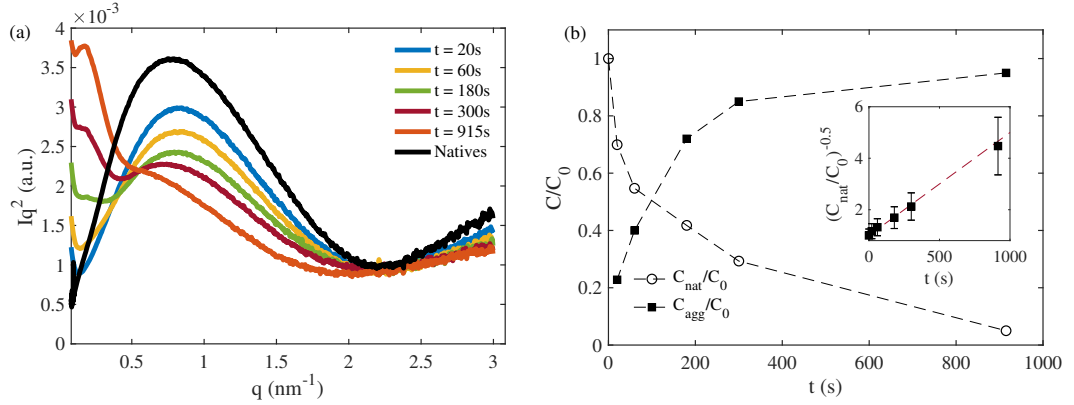 (a)
×10⁻³
4
3.5
3
2.5
2
1.5
1
0.5
0
0.5
1
1.5
2
2.5
3
Iq² (a.u.)
q (nm⁻¹)
t = 20s
t = 60s
t = 180s
t = 300s
t = 915s
Natives
(b)
1
0.8
0.6
0.4
0.2
0
0
200
400
600
800
1000
C/C₀
t (s)
C_nat/C₀
C_agg/C₀
6
4
2
0
500
1000
(C_nat/C₀)^-0.5
t (s)